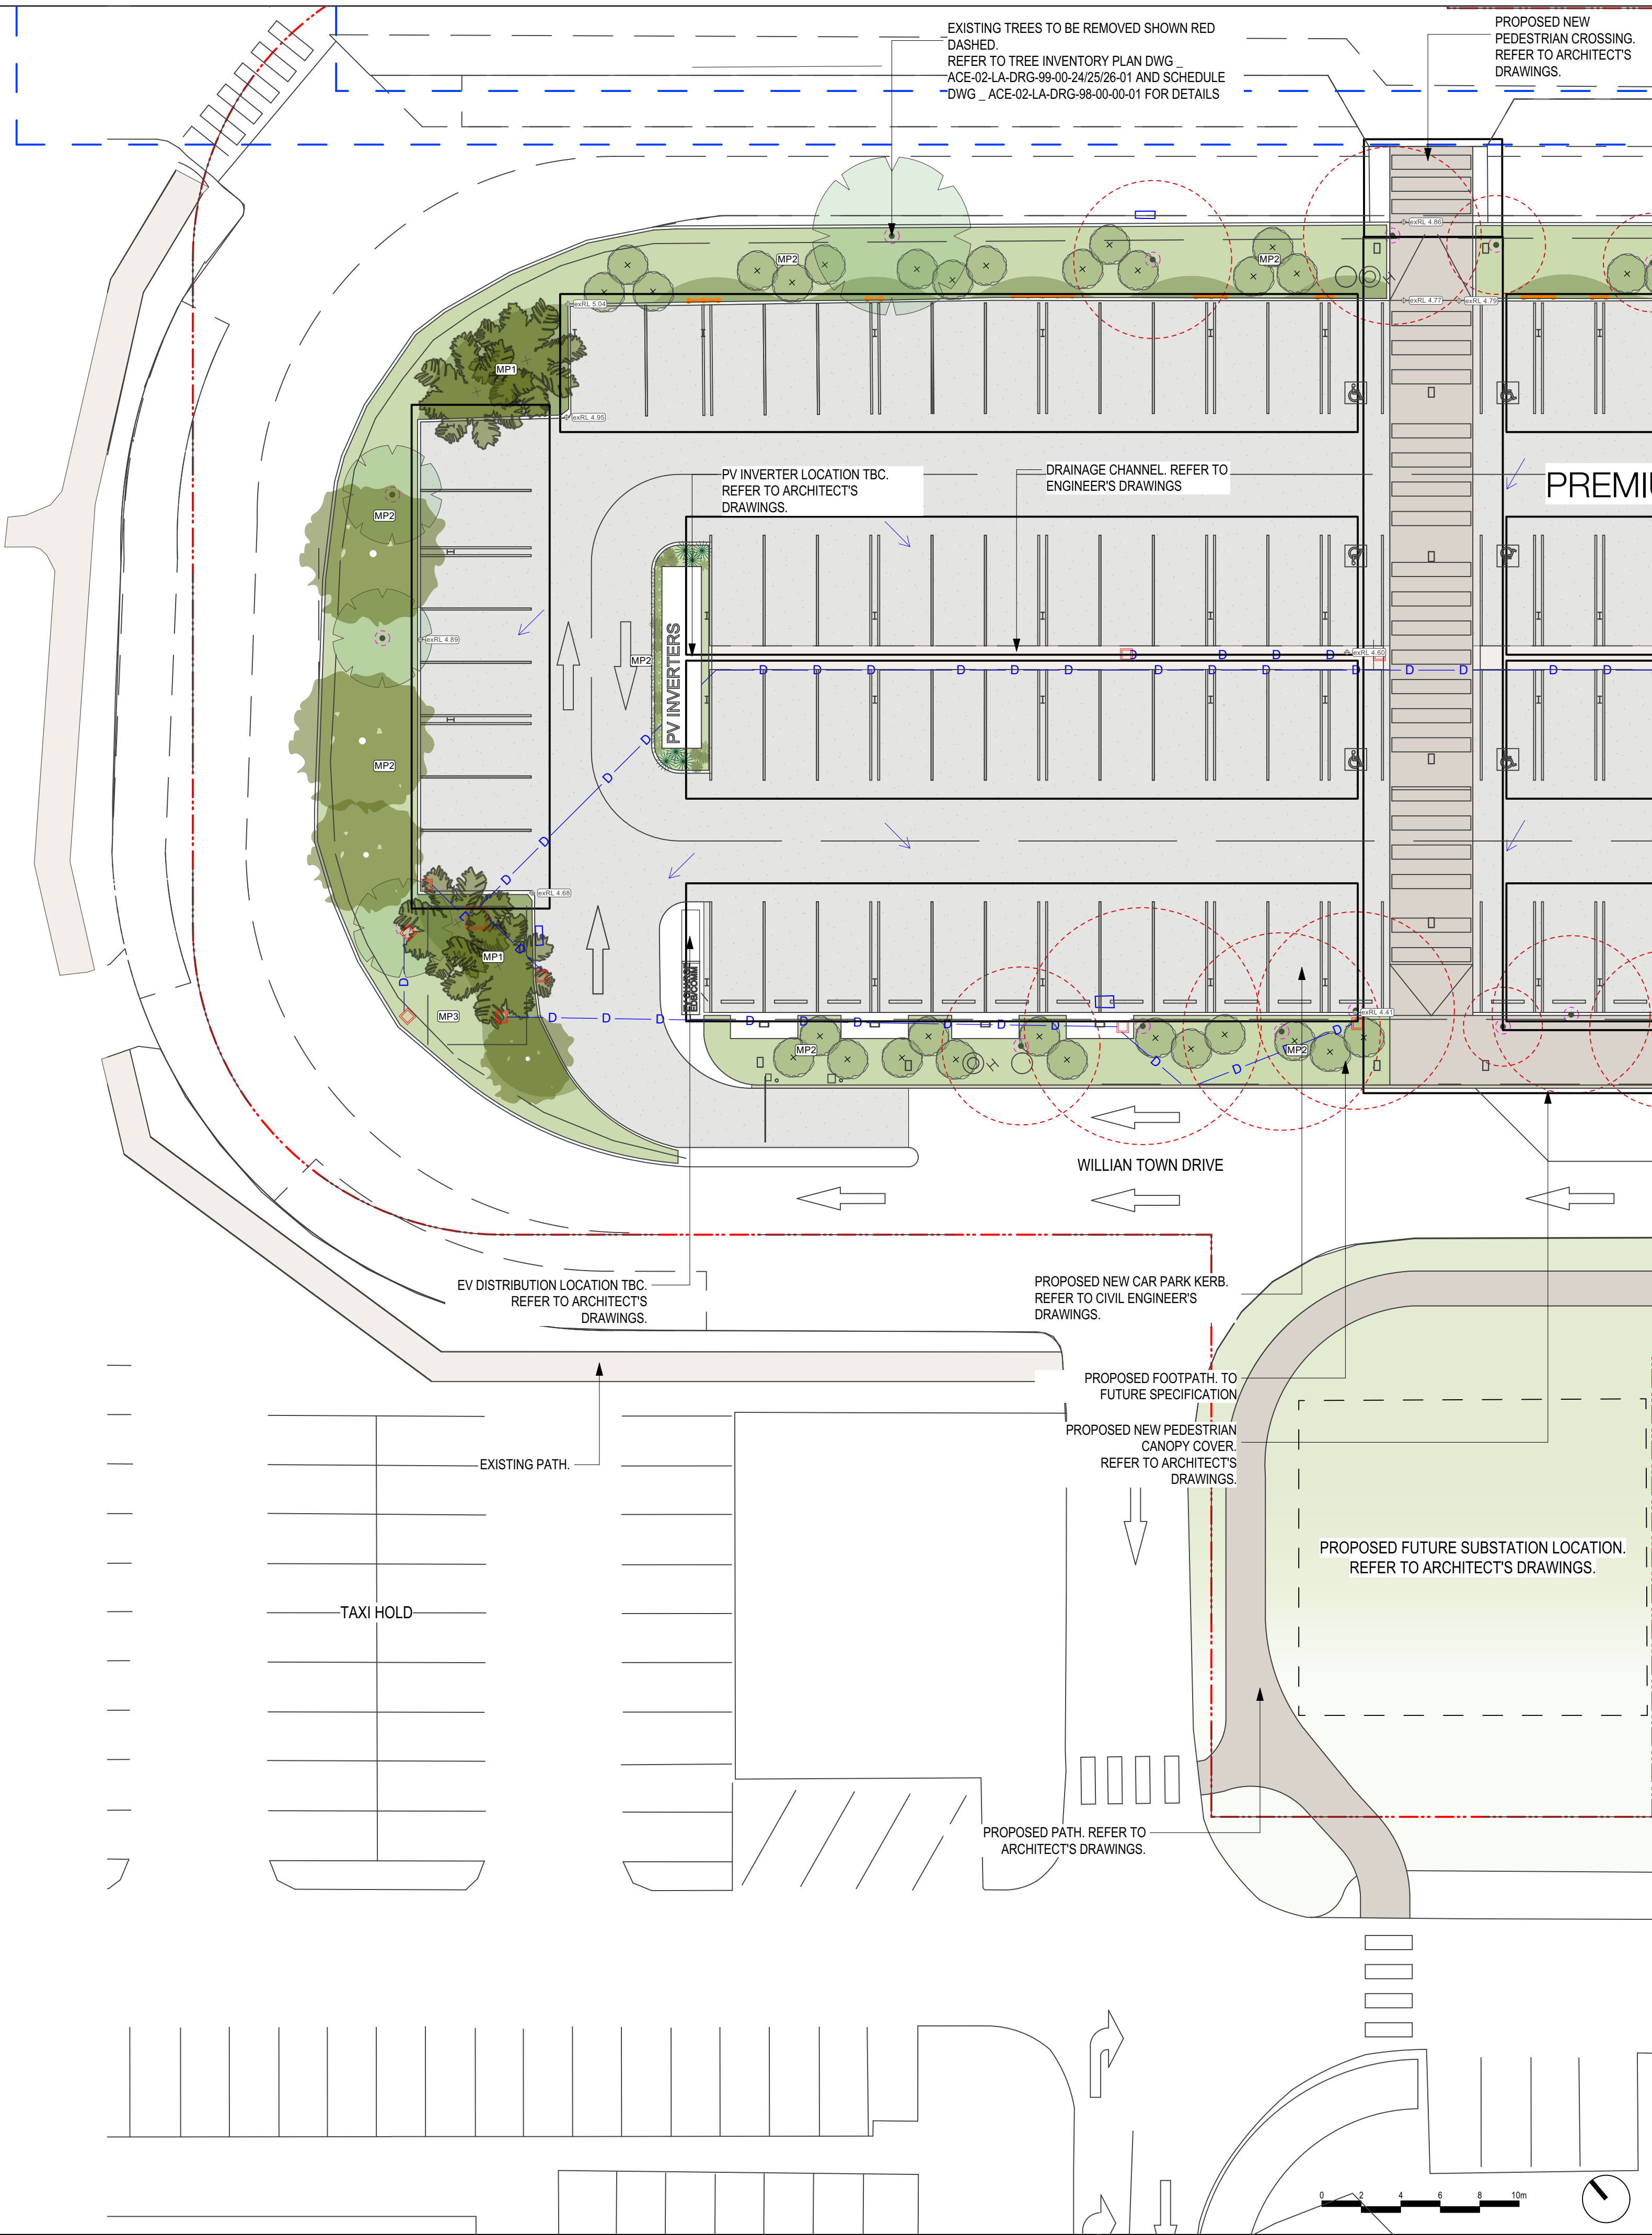 EXISTING TREES TO BE REMOVED SHOWN RED
DASHED.
REFER TO TREE INVENTORY PLAN DWG _
ACE-02-LA-DRG-99-00-24/25/26-01 AND SCHEDULE
DWG _ ACE-02-LA-DRG-98-00-00-01 FOR DETAILS
PROPOSED NEW
PEDESTRIAN CROSSING.
REFER TO ARCHITECT'S
DRAWINGS.
exRL 4.86
MP2
MP2
exRL 5.04
exRL 4.77
exRL 4.79
MP1
exRL 4.95
PV INVERTER LOCATION TBC.
REFER TO ARCHITECT'S
DRAWINGS.
DRAINAGE CHANNEL. REFER TO
ENGINEER'S DRAWINGS
PREMIU
MP2
exRL 4.89
MP2
PV INVERTERS
exRL 4.60
D D D D D
D D D D D D D D D D D D D D D D
D
D
D
D
MP2
exRL 4.68
D
D
MP1
D
EDB/COMM
MP3
D D D D D D D D D
exRL 4.41
D
MP2
MP2
H
D
D
WILLIAN TOWN DRIVE
EV DISTRIBUTION LOCATION TBC.
REFER TO ARCHITECT'S
DRAWINGS.
PROPOSED NEW CAR PARK KERB.
REFER TO CIVIL ENGINEER'S
DRAWINGS.
PROPOSED FOOTPATH. TO
FUTURE SPECIFICATION
PROPOSED NEW PEDESTRIAN
CANOPY COVER.
REFER TO ARCHITECT'S
DRAWINGS.
EXISTING PATH.
PROPOSED FUTURE SUBSTATION LOCATION.
REFER TO ARCHITECT'S DRAWINGS.
TAXI HOLD
PROPOSED PATH. REFER TO
ARCHITECT'S DRAWINGS.
0 2 4 6 8 10m